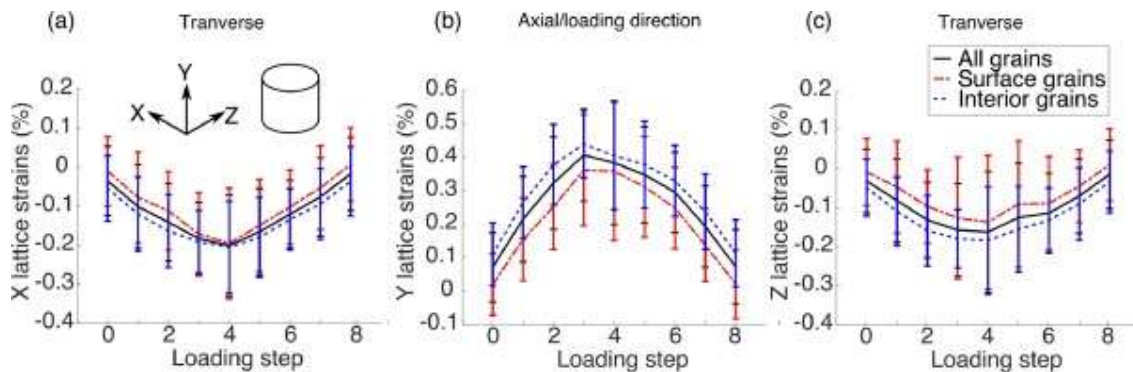 (a) Tranverse
(b) Axial/loading direction
(c) Tranverse
All grains
Surface grains
Interior grains
X lattice strains (%)
0.2
0.1
0
-0.1
-0.2
-0.3
-0.4
Y
X
Z
0 2 4 6 8
Loading step
Y lattice strains (%)
0.6
0.4
0.3
0.2
0.1
0
-0.1
0 2 4 6 8
Loading step
Z lattice strains (%)
0.2
0.1
0
-0.1
-0.2
-0.3
-0.4
0 2 4 6 8
Loading step